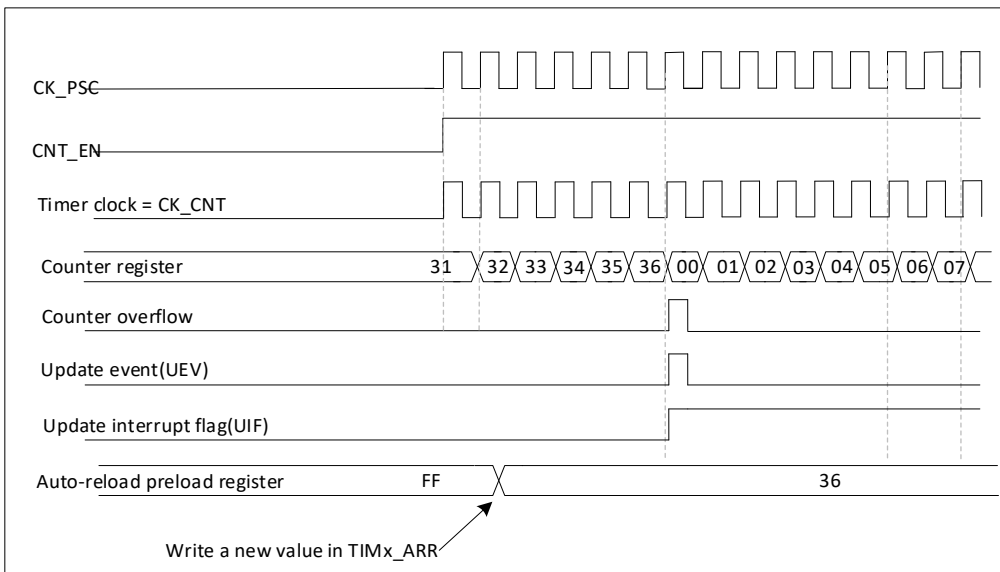 CK_PSC
CNT_EN
Timer clock = CK_CNT
Counter register 31 32 33 34 35 36 00 01 02 03 04 05 06 07
Counter overflow
Update event(UEV)
Update interrupt flag(UIF)
Auto-reload preload register FF 36
Write a new value in TIMx_ARR